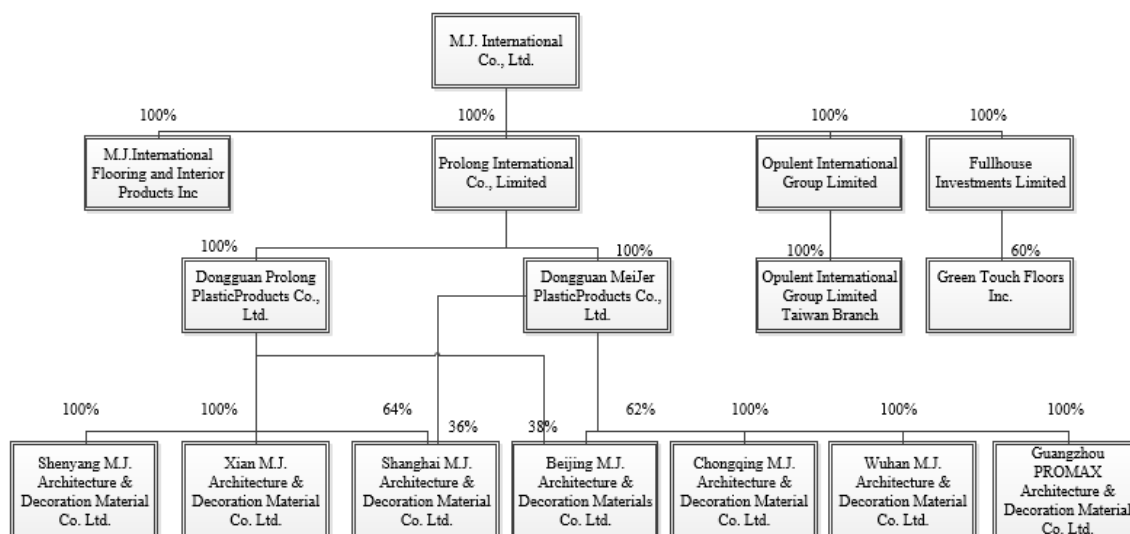 M.J. International
Co., Ltd.
100%
100%
100%
100%
M.J.International
Flooring and Interior
Products Inc
Prolong International
Co., Limited
Opulent International
Group Limited
Fullhouse
Investments Limited
100%
100%
100%
60%
Dongguan Prolong
PlasticProducts Co.,
Ltd.
Dongguan MeiJer
PlasticProducts Co.,
Ltd.
Opulent International
Group Limited
Taiwan Branch
Green Touch Floors
Inc.
100%
100%
64%
36%
38%
62%
100%
100%
100%
Shenyang M.J.
Architecture &
Decoration Material
Co. Ltd.
Xian M.J.
Architecture &
Decoration Material
Co. Ltd.
Shanghai M.J.
Architecture &
Decoration Material
Co. Ltd.
Beijing M.J.
Architecture &
Decoration Materials
Co. Ltd.
Chongqing M.J.
Architecture &
Decoration Material
Co. Ltd.
Wuhan M.J.
Architecture &
Decoration Material
Co. Ltd.
Guangzhou
PROMAX
Architecture &
Decoration Material
Co. Ltd.